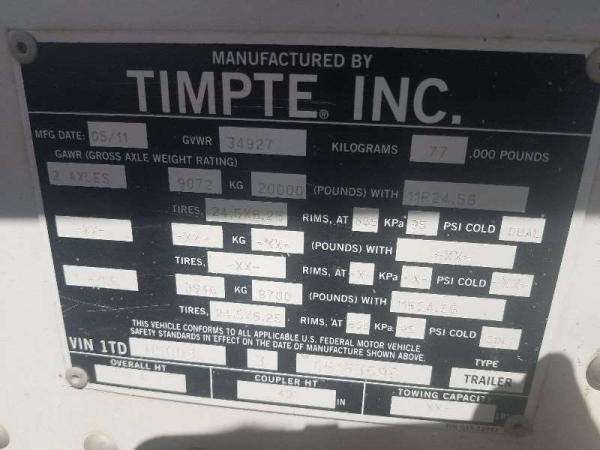 MANUFACTURED BY
TIMPTE® INC.
MFG DATE: 05/11 GVWR 34927 KILOGRAMS 77 ,000 POUNDS
GAWR (GROSS AXLE WEIGHT RATING)
2 AXLES 9072 KG 20000 (POUNDS) WITH 11R24.5G
TIRES, 24.5X8.25 RIMS, AT KPa 95 PSI COLD DUAL
-XX- -XX- KG -XX- (POUNDS) WITH -XX-
TIRES, -XX- RIMS, AT -X- KPa -X- PSI COLD -XX-
3946 KG 8700 (POUNDS) WITH 11R24.5G
TIRES, 24.5X8.25 RIMS, AT KPa 95 PSI COLD
THIS VEHICLE CONFORMS TO ALL APPLICABLE U.S. FEDERAL MOTOR VEHICLE
SAFETY STANDARDS IN EFFECT ON THE DATE OF MANUFACTURE SHOWN ABOVE. TYPE
VIN 1TD TRAILER
OVERALL HT COUPLER HT TOWING CAPACITY
IN